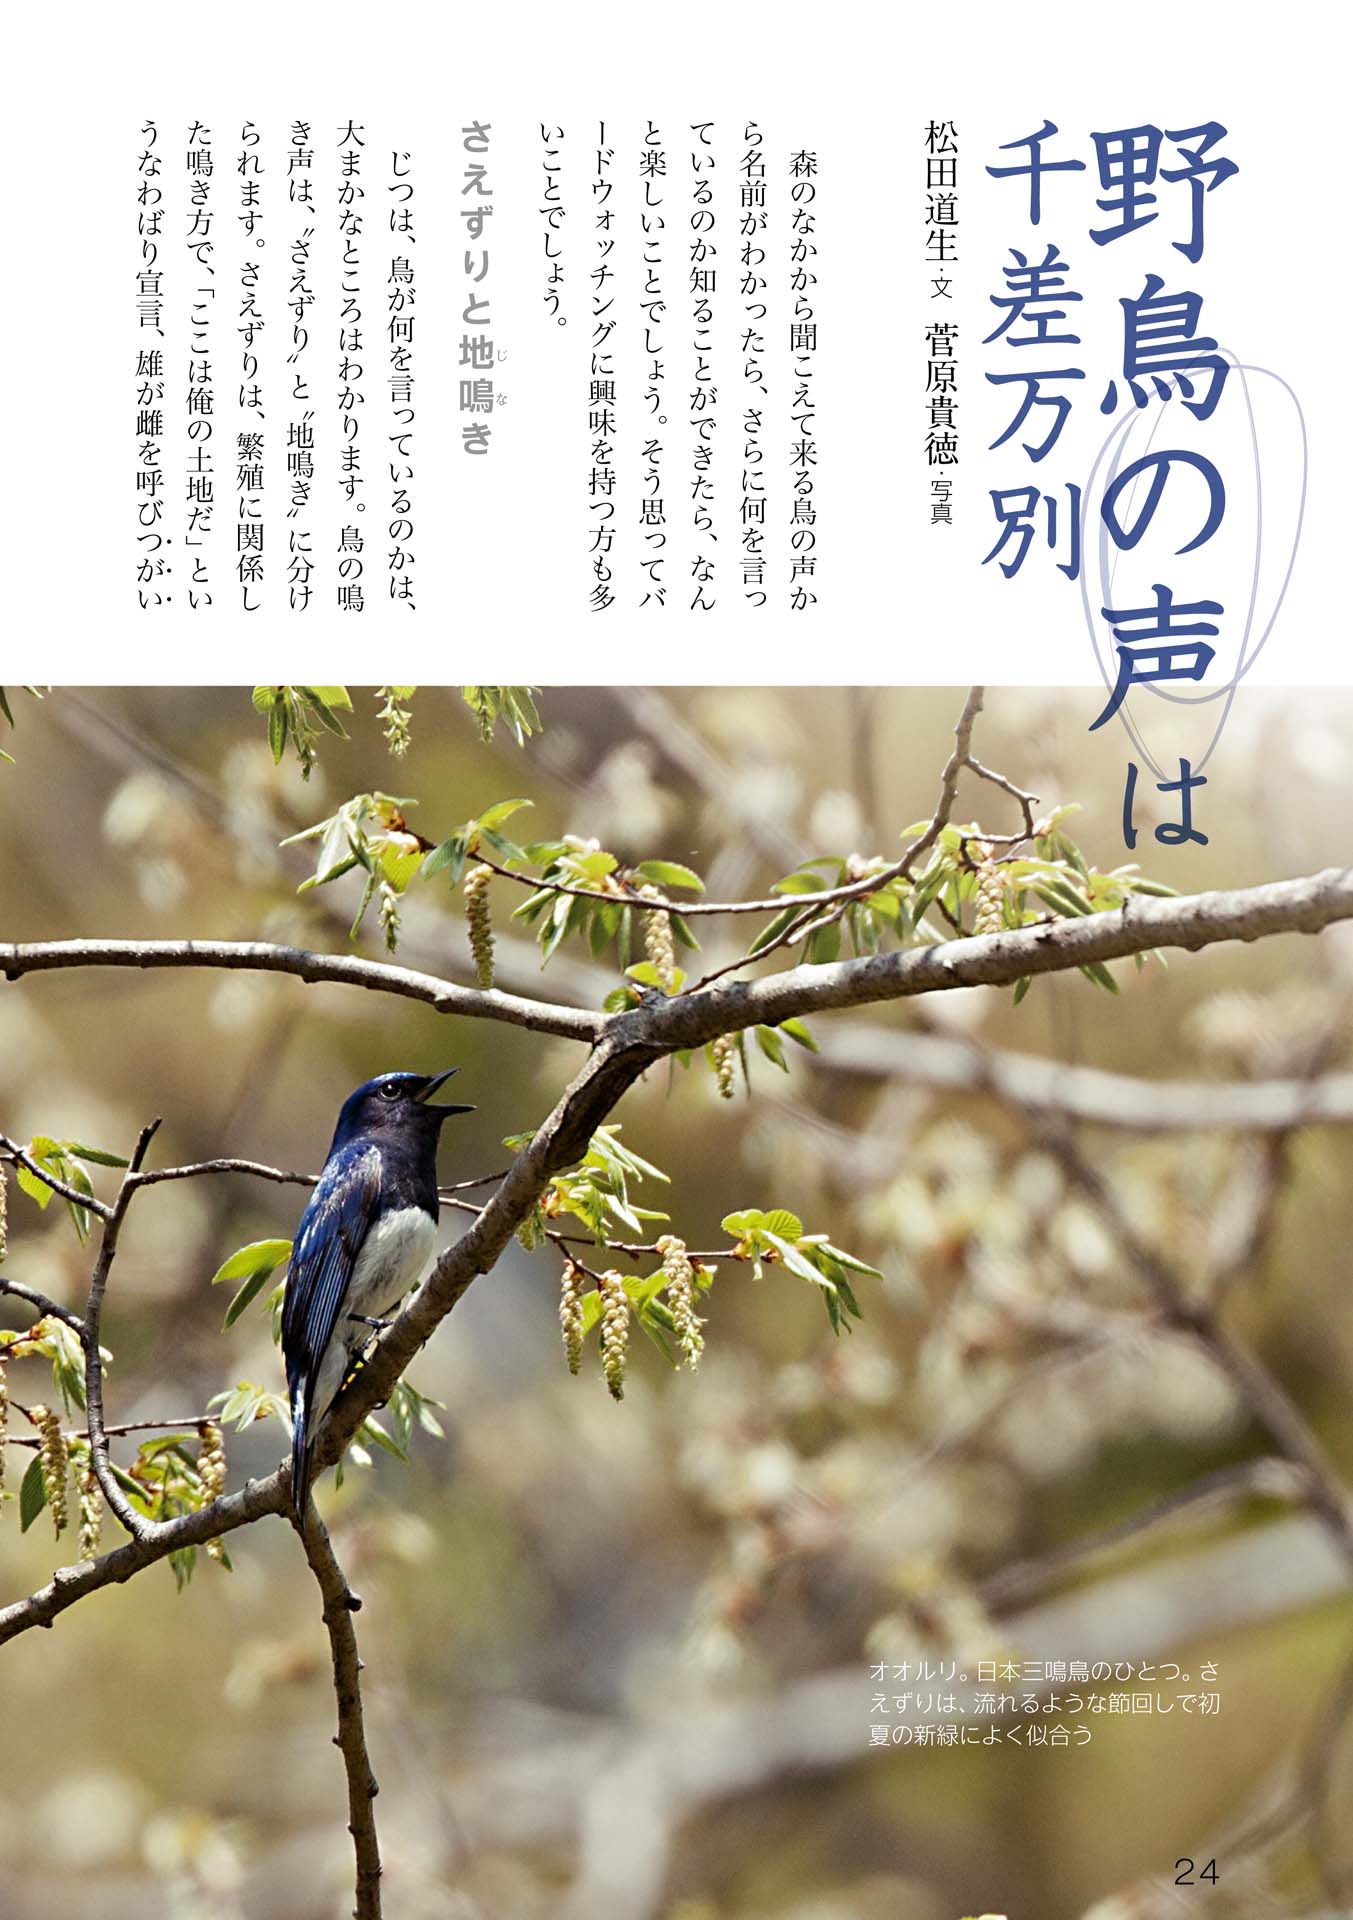 野鳥の声は
千差万別
松田道生・文　菅原貴徳・写真
　森のなかから聞こえて来る鳥の声か
ら名前がわかったら、さらに何を言っ
ているのか知ることができたら、なん
と楽しいことでしょう。そう思ってバ
ードウォッチングに興味を持つ方も多
いことでしょう。
さえずりと地鳴き
じな
　じつは、鳥が何を言っているのかは、
大まかなところはわかります。鳥の鳴
き声は、〝さえずり〟と〝地鳴き〟に分け
られます。さえずりは、繁殖に関係し
た鳴き方で、「ここは俺の土地だ」とい
うなわばり宣言、雄が雌を呼びつがい
オオルリ。日本三鳴鳥のひとつ。さ
えずりは、流れるような節回しで初
夏の新緑によく似合う
24